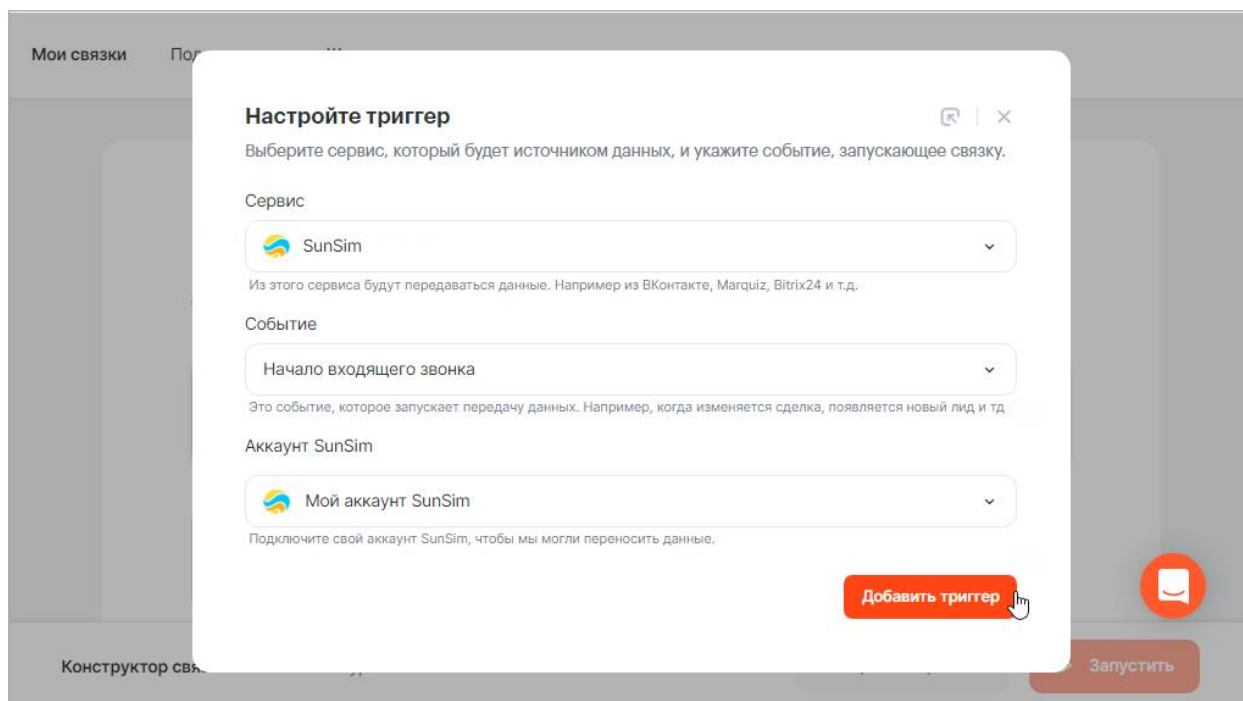 Мои связки
Настройте триггер
Выберите сервис, который будет источником данных, и укажите событие, запускающее связку.
Сервис
SunSim
Из этого сервиса будут передаваться данные. Например из ВКонтакте, Marquiz, Bitrix24 и т.д.
Событие
Начало входящего звонка
Это событие, которое запускает передачу данных. Например, когда изменяется сделка, появляется новый лид и тд
Аккаунт SunSim
Мой аккаунт SunSim
Подключите свой аккаунт SunSim, чтобы мы могли переносить данные.
Добавить триггер
Конструктор
Запустить